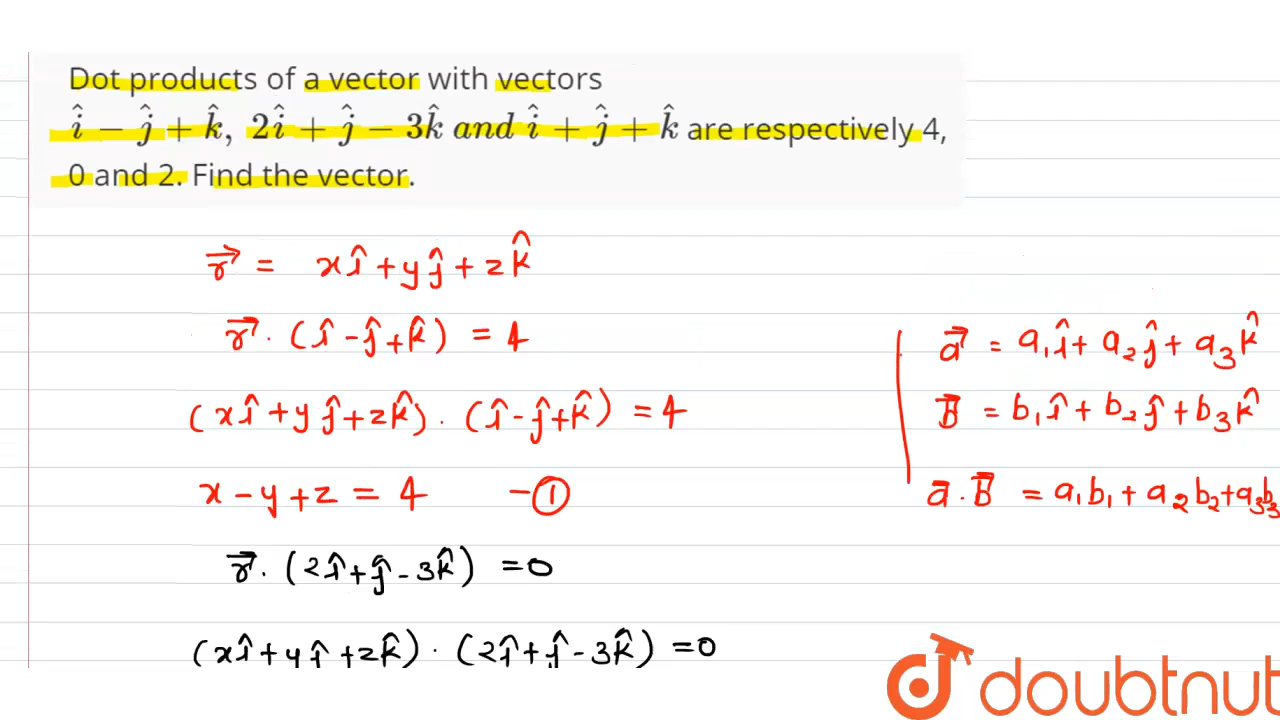 Dot products of a vector with vectors
î − ĵ + k̂, 2î + ĵ − 3k̂ and î + ĵ + k̂ are respectively 4,
0 and 2. Find the vector.
r⃗ = xî + yĵ + zk̂
r⃗ · (î - ĵ + k̂) = 4
(xî + yĵ + zk̂) · (î - ĵ + k̂) = 4
x - y + z = 4 - ①
r⃗ · (2î + ĵ - 3k̂) = 0
(xî + yĵ + zk̂) · (2î + ĵ - 3k̂) = 0
a⃗ = a₁î + a₂ĵ + a₃k̂
b⃗ = b₁î + b₂ĵ + b₃k̂
a⃗ · b⃗ = a₁b₁ + a₂b₂ + a₃b₃
doubtnut